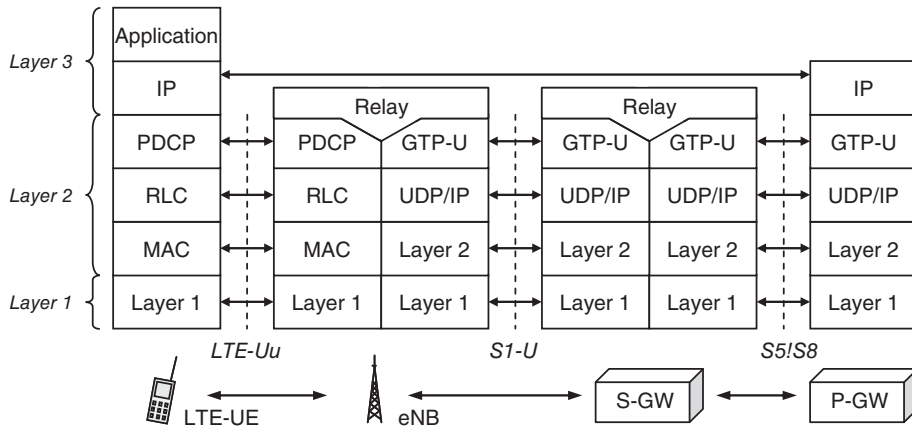 Application
Layer 3
IP
IP
Relay
Relay
PDCP
PDCP
GTP-U
GTP-U
GTP-U
GTP-U
Layer 2
RLC
RLC
UDP/IP
UDP/IP
UDP/IP
UDP/IP
MAC
MAC
Layer 2
Layer 2
Layer 2
Layer 2
Layer 1
Layer 1
Layer 1
Layer 1
Layer 1
Layer 1
Layer 1
LTE-Uu
S1-U
S5!S8
LTE-UE
eNB
S-GW
P-GW